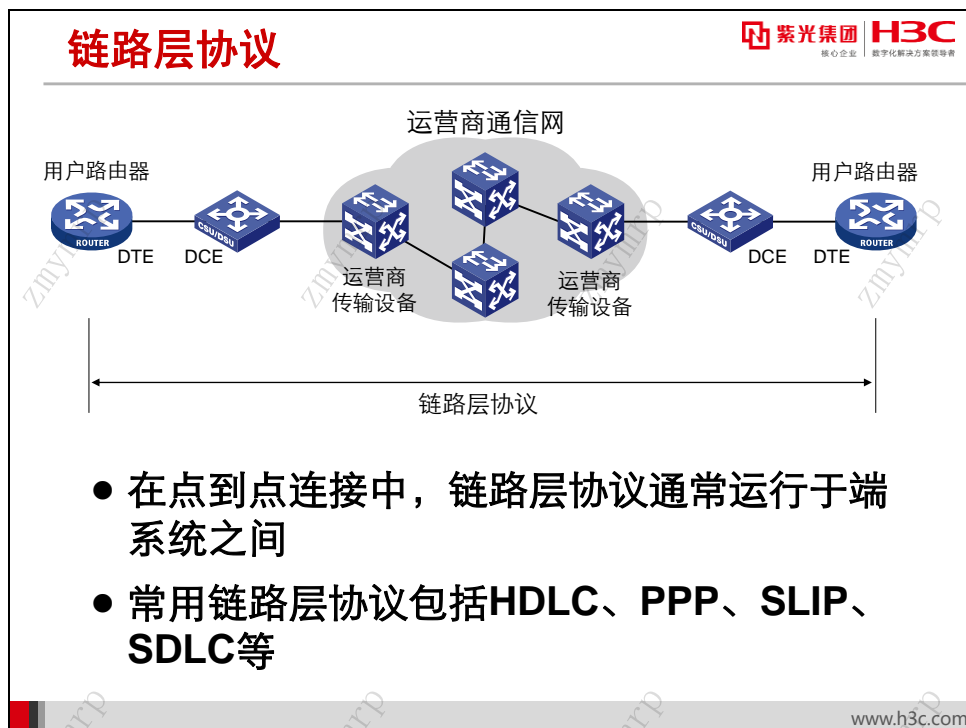 链路层协议
紫光集团 H3C
核心企业 数字化解决方案领导者
运营商通信网
用户路由器
用户路由器
ROUTER
CSU/DSU
CSU/DSU
ROUTER
DTE
DCE
DCE
DTE
运营商
传输设备
运营商
传输设备
链路层协议
● 在点到点连接中，链路层协议通常运行于端
系统之间
● 常用链路层协议包括HDLC、PPP、SLIP、
SDLC等
www.h3c.com